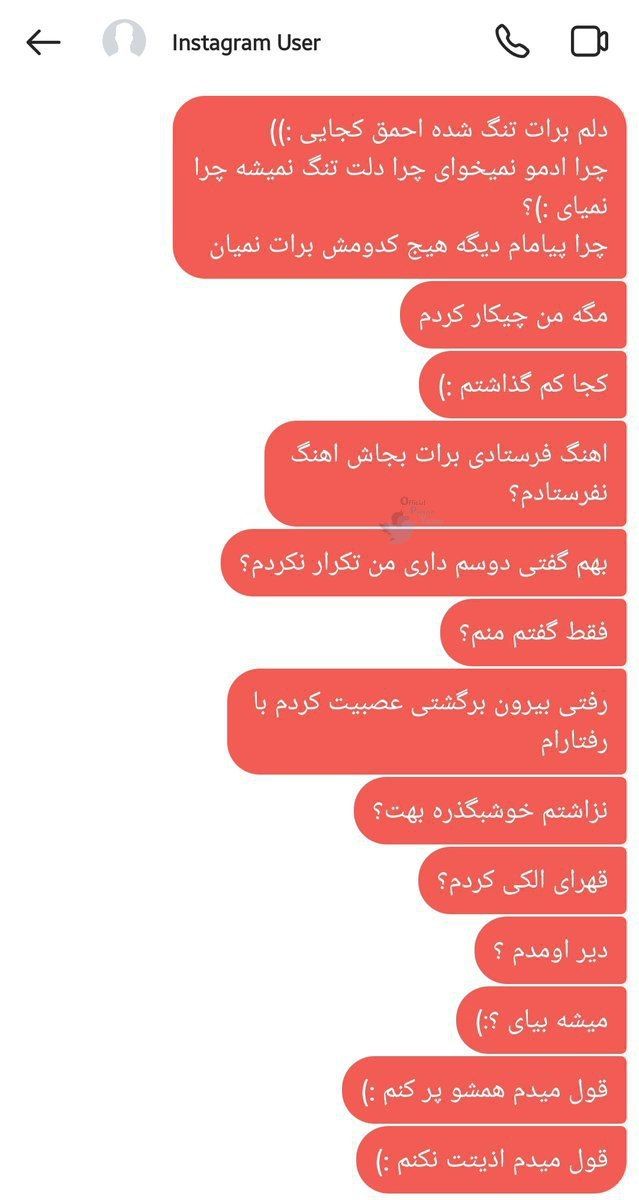 Instagram User
دلم برات تنگ شده احمق کجایی :))
چرا ادمو نمیخوای چرا دلت تنگ نمیشه چرا
نمیای :)؟
چرا پیامام دیگه هیج کدومش برات نمیان
مگه من چیکار کردم
کجا کم گذاشتم :)
اهنگ فرستادی برات بجاش اهنگ
نفرستادم؟
بهم گفتی دوسم داری من تکرار نکردم؟
فقط گفتم منم؟
رفتی بیرون برگشتی عصبیت کردم با
رفتارام
نزاشتم خوشبگذره بهت؟
قهرای الکی کردم؟
دیر اومدم ؟
میشه بیای ؟:)
قول میدم همشو پر کنم :)
قول میدم اذیتت نکنم :)